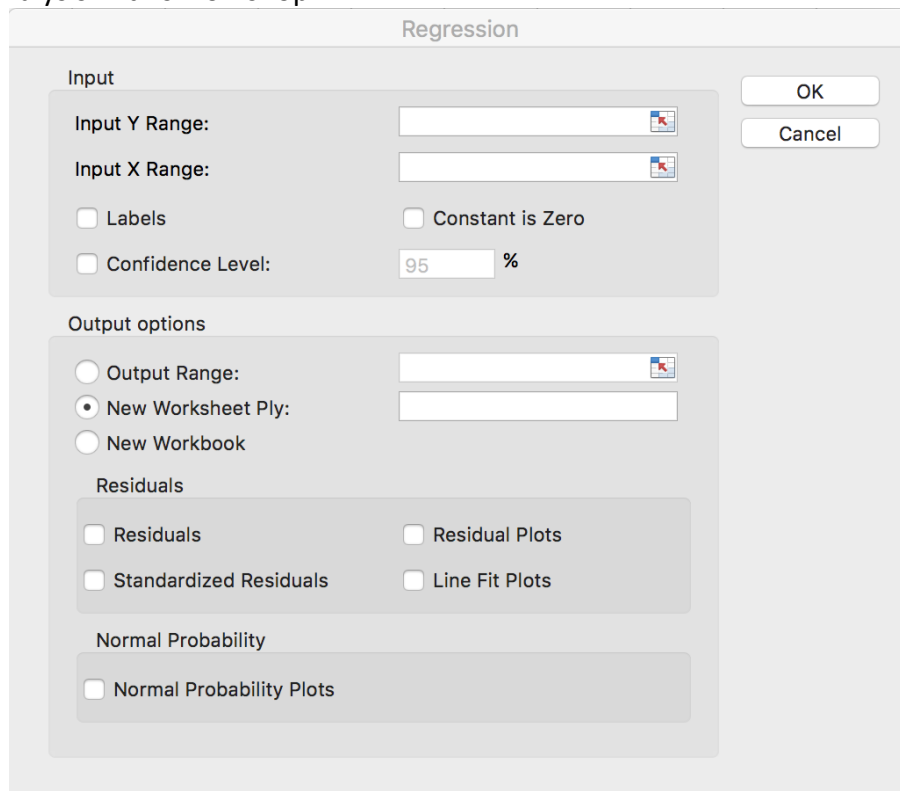 Regression
Input
OK
Input Y Range:
Cancel
Input X Range:
Labels Constant is Zero
Confidence Level: 95 %
Output options
Output Range:
New Worksheet Ply:
New Workbook
Residuals
Residuals Residual Plots
Standardized Residuals Line Fit Plots
Normal Probability
Normal Probability Plots